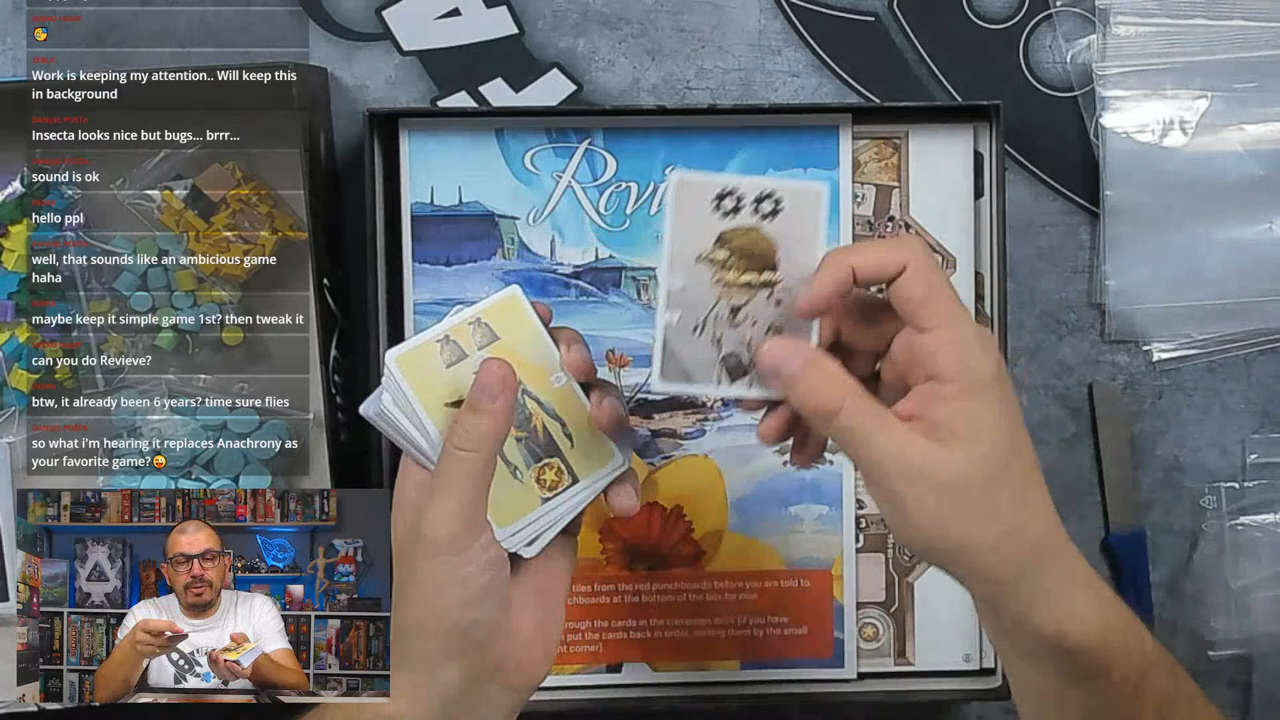 Work is keeping my attention.. Will keep this
in background
DANIJEL POSTA
Insecta looks nice but bugs... brrr...
sound is ok
hello ppl
well, that sounds like an ambicious game
haha
maybe keep it simple game 1st? then tweak it
can you do Revieve?
btw, it already been 6 years? time sure flies
so what i'm hearing it replaces Anachrony as
your favorite game?
Revi
tiles from the red punchboards before you are told to
chboards at the bottom of the box for now.
rough the cards in the campaign deck (if you have
put the cards back in order, sorting them by the small
nt corner).